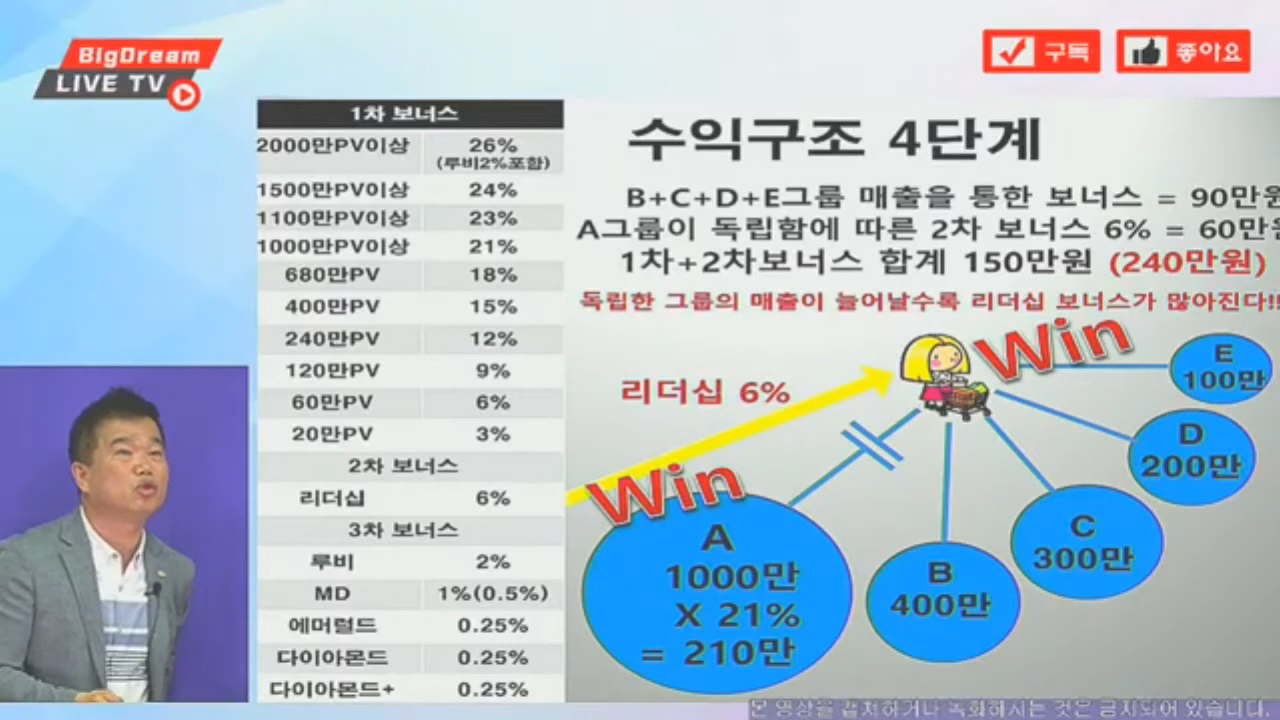 BIgDream
LIVE TV
구독
좋아요
1차 보너스
2000만PV이상 26%
(루비2%포함)
1500만PV이상 24%
1100만PV이상 23%
1000만PV이상 21%
680만PV 18%
400만PV 15%
240만PV 12%
120만PV 9%
60만PV 6%
20만PV 3%
2차 보너스
리더십 6%
3차 보너스
루비 2%
MD 1%(0.5%)
에머럴드 0.25%
다이아몬드 0.25%
다이아몬드+ 0.25%
수익구조 4단계
B+C+D+E그룹 매출을 통한 보너스 = 90만원
A그룹이 독립함에 따른 2차 보너스 6% = 60만원
1차+2차보너스 합계 150만원 (240만원)
독립한 그룹의 매출이 늘어날수록 리더십 보너스가 많아진다!!
Win
리더십 6%
Win
E
100만
D
200만
C
300만
B
400만
A
1000만
X 21%
= 210만
본 영상을 캡처하거나 녹화하시는 것은 금지되어 있습니다.